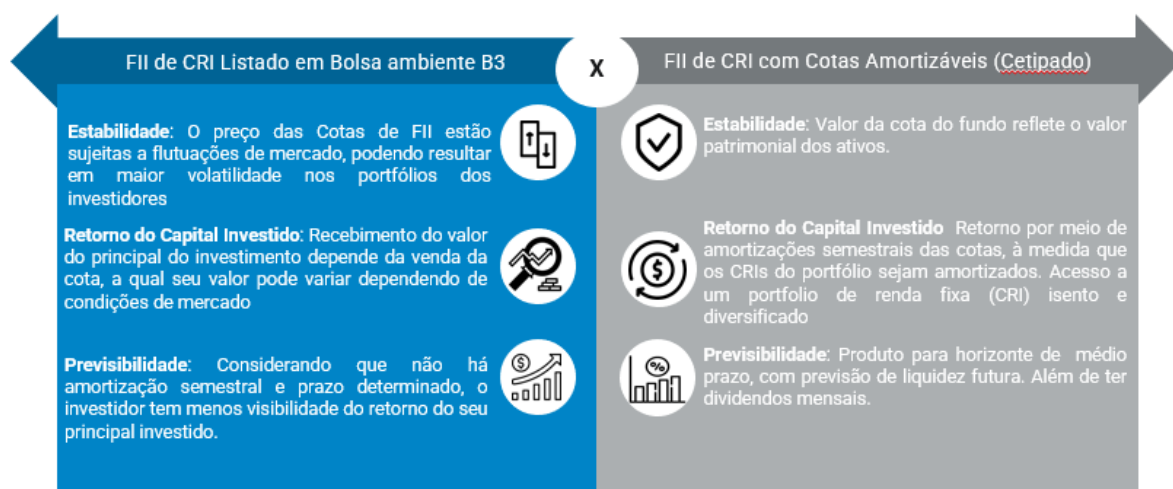 FII de CRI Listado em Bolsa ambiente B3
X
FII de CRI com Cotas Amortizáveis (Cetipado)
Estabilidade: O preço das Cotas de FII estão
sujeitas a flutuações de mercado, podendo resultar
em maior volatilidade nos portfólios dos
investidores
Retorno do Capital Investido: Recebimento do valor
do principal do investimento depende da venda da
cota, a qual seu valor pode variar dependendo de
condições de mercado
Previsibilidade: Considerando que não há
amortização semestral e prazo determinado, o
investidor tem menos visibilidade do retorno do seu
principal investido.
Estabilidade: Valor da cota do fundo reflete o valor
patrimonial dos ativos.
Retorno do Capital Investido Retorno por meio de
amortizações semestrais das cotas, à medida que
os CRIs do portfólio sejam amortizados. Acesso a
um portfolio de renda fixa (CRI) isento e
diversificado
Previsibilidade: Produto para horizonte de médio
prazo, com previsão de liquidez futura. Além de ter
dividendos mensais.